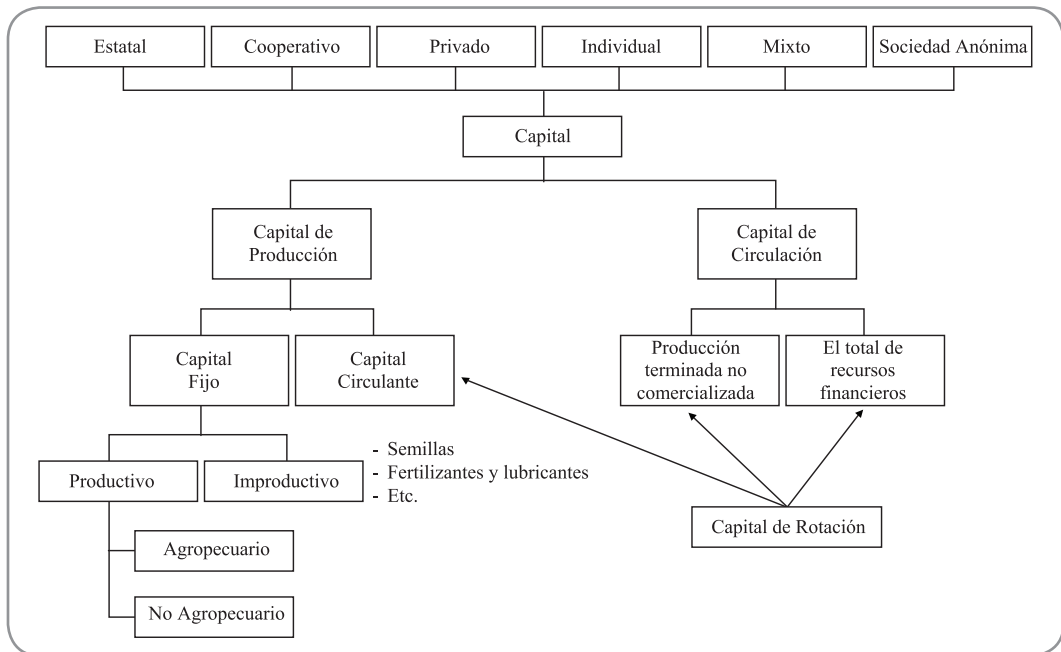 Estatal
Cooperativo
Privado
Individual
Mixto
Sociedad Anónima
Capital
Capital de
Producción
Capital de
Circulación
Capital
Fijo
Capital
Circulante
Producción
terminada no
comercializada
El total de
recursos
financieros
Productivo
Improductivo
- Semillas
- Fertilizantes y lubricantes
- Etc.
Capital de Rotación
Agropecuario
No Agropecuario